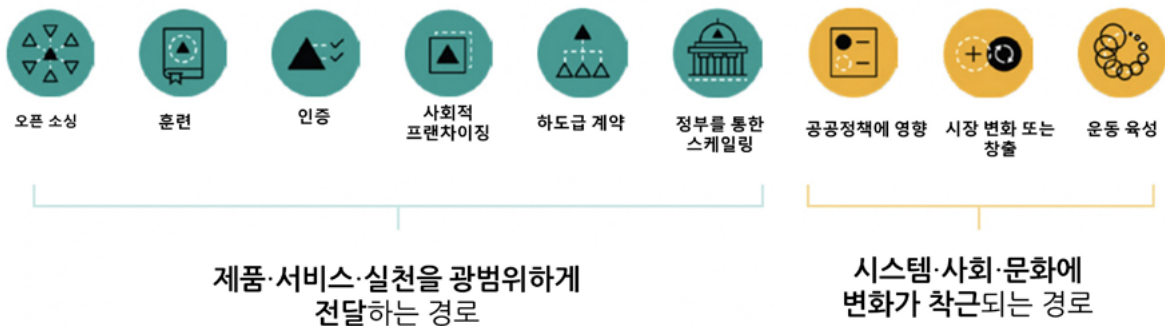 오픈 소싱
훈련
인증
사회적
프랜차이징
하도급 계약
정부를 통한
스케일링
공공정책에 영향
시장 변화 또는
창출
운동 육성
제품·서비스·실천을 광범위하게
전달하는 경로
시스템·사회·문화에
변화가 착근되는 경로